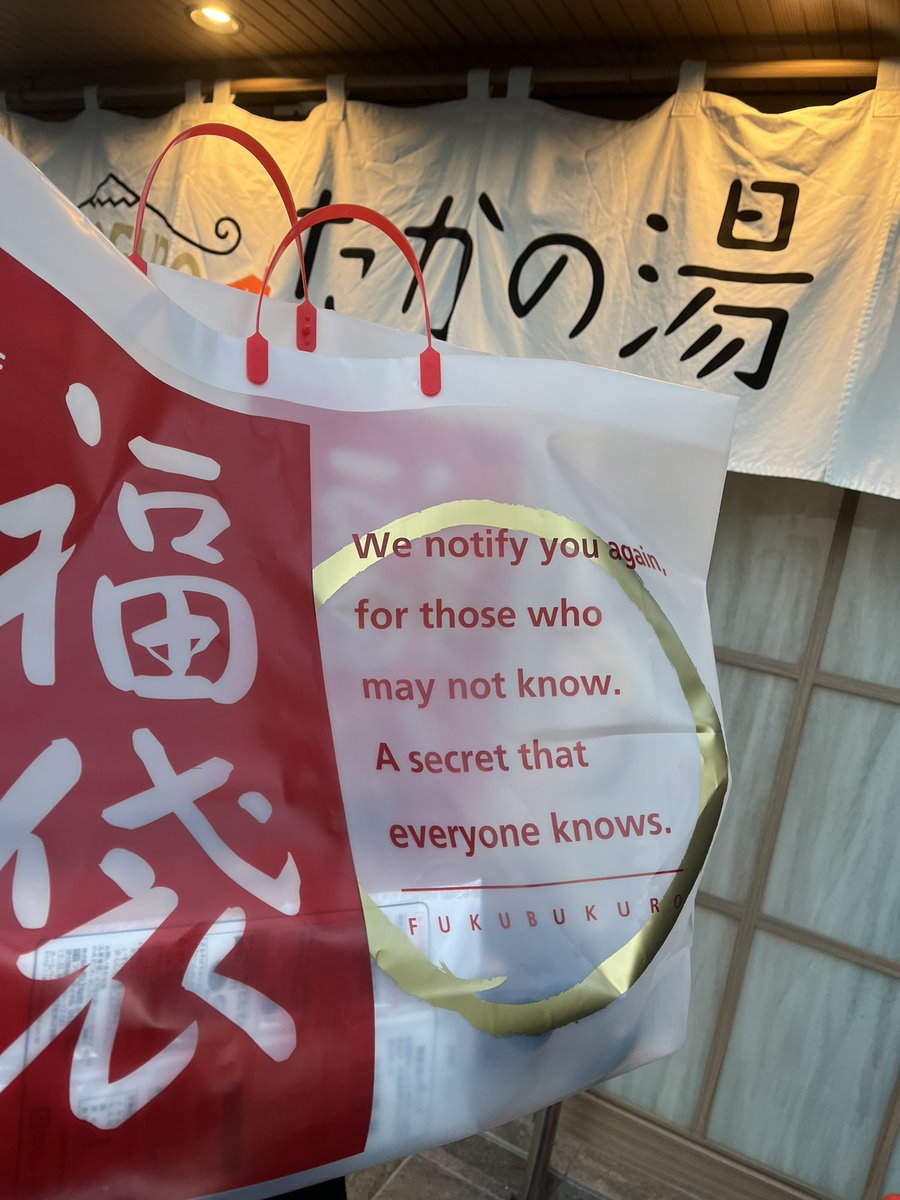 たかの湯
福袋
We notify you again,
for those who
may not know.
A secret that
everyone knows.
FUKUBUKURO